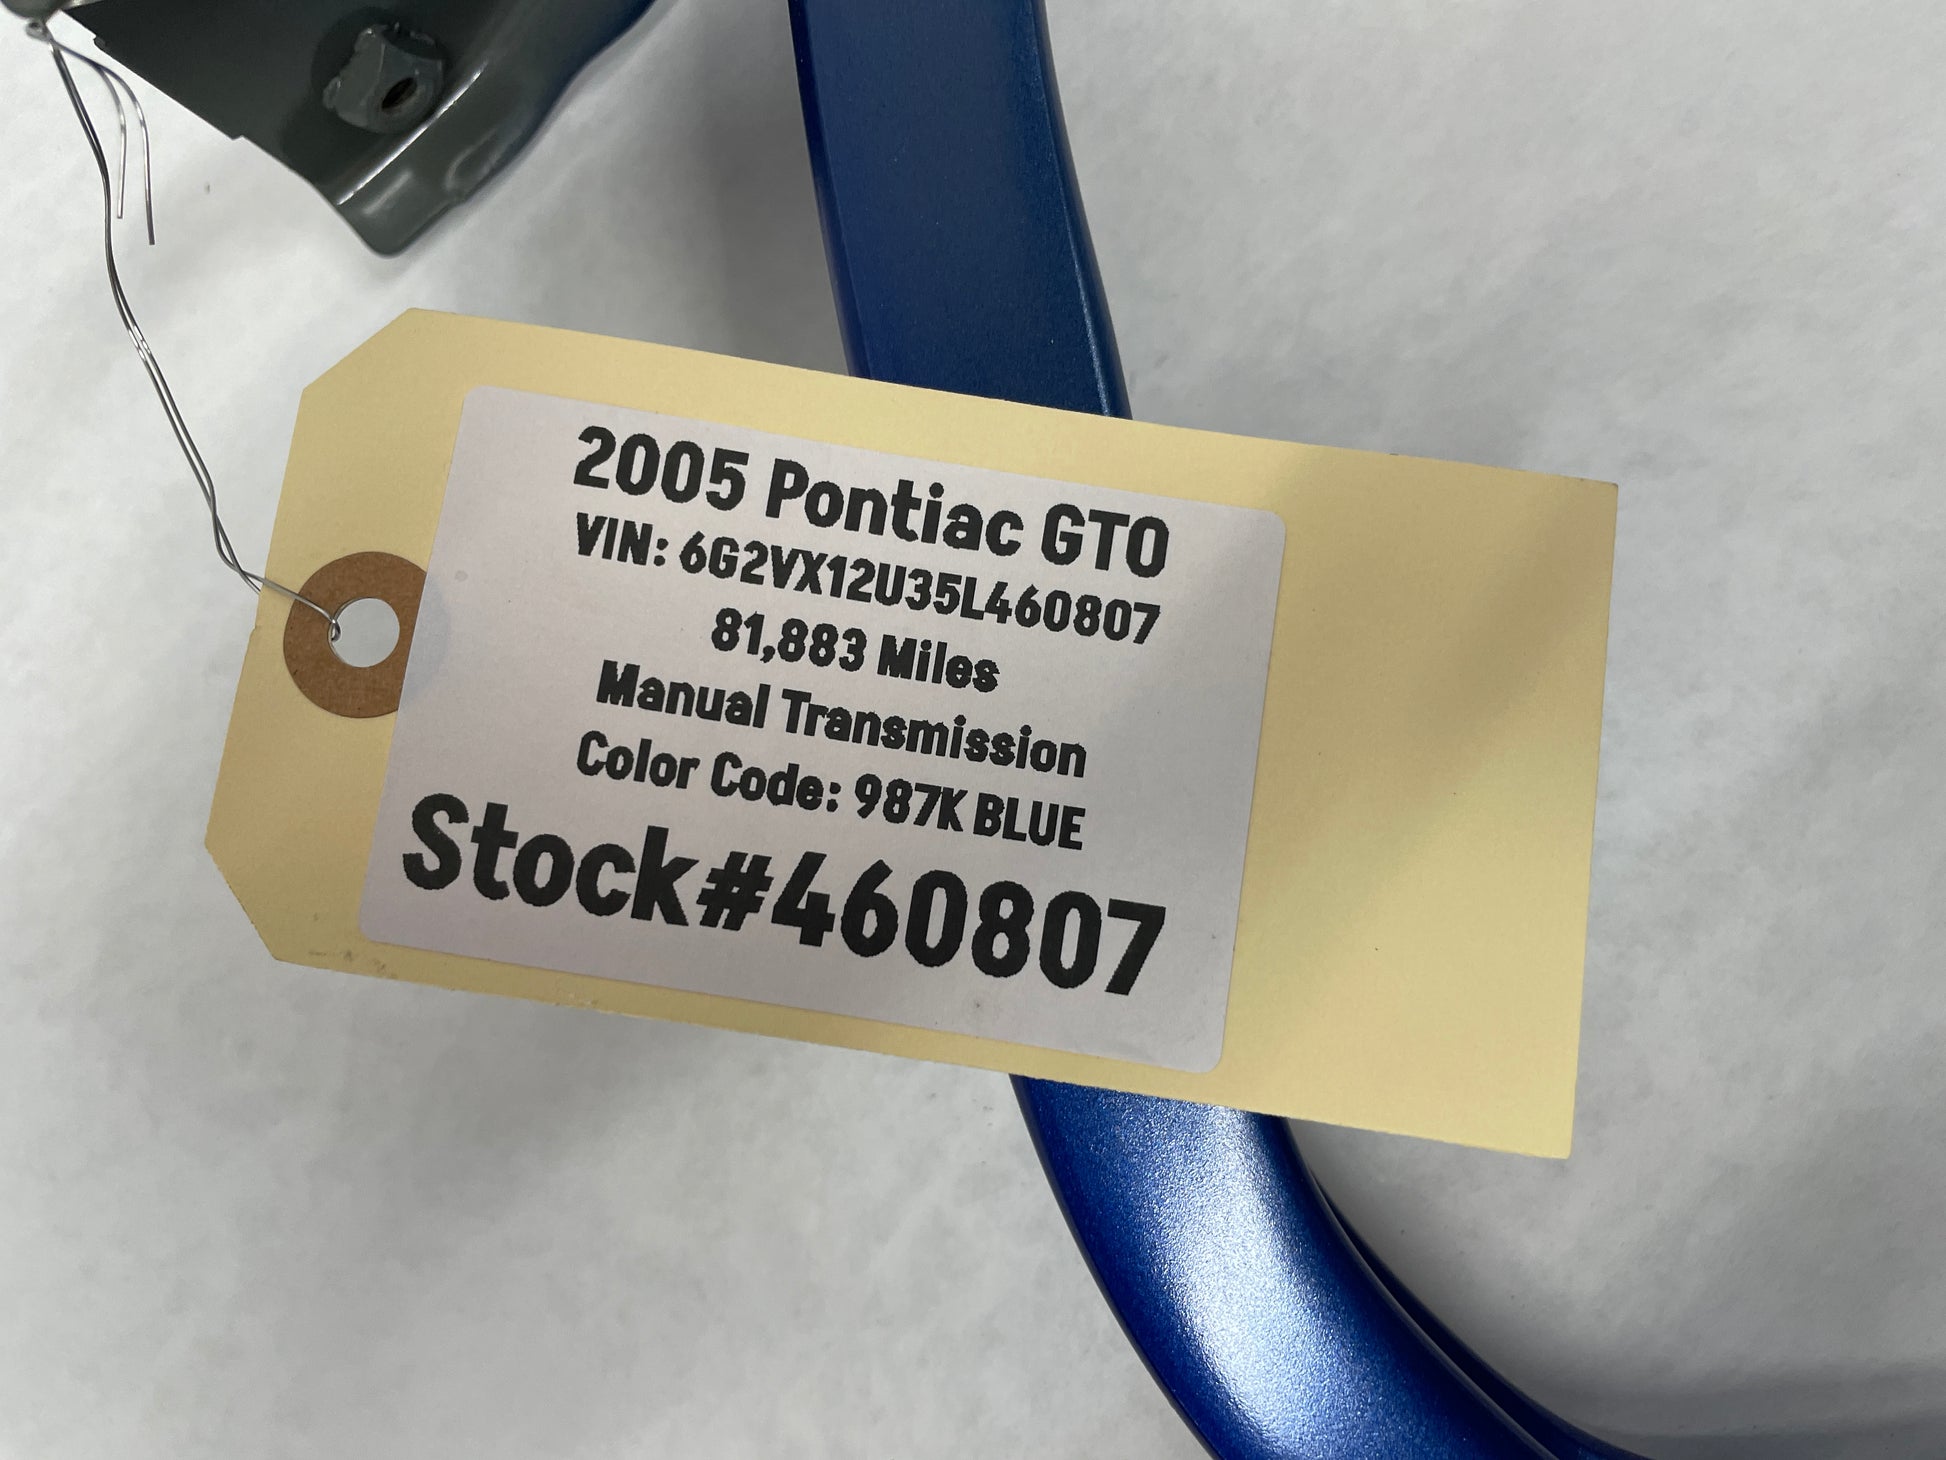 2005 Pontiac GTO
VIN: 6G2VX12U35L460807
81,883 Miles
Manual Transmission
Color Code: 987K BLUE
Stock#460807